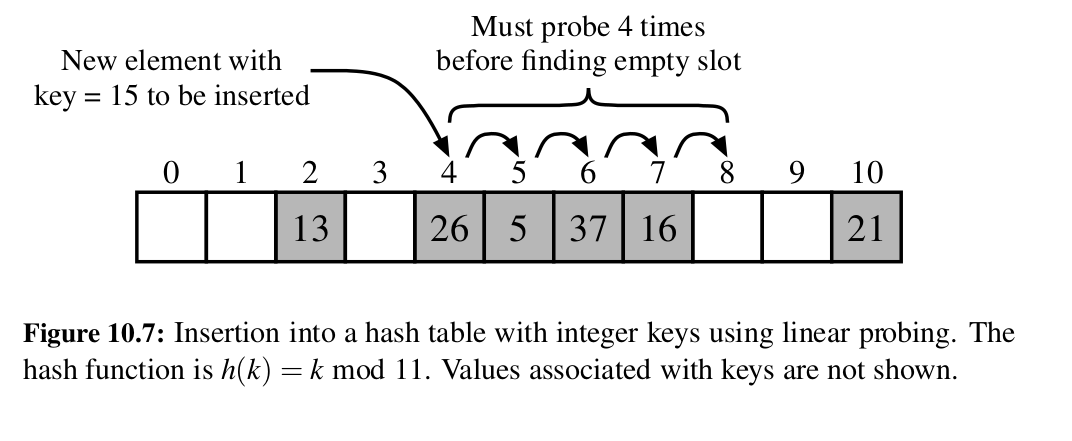 Must probe 4 times
before finding empty slot
New element with
key = 15 to be inserted
0 1 2 3 4 5 6 7 8 9 10
13 26 5 37 16 21
Figure 10.7: Insertion into a hash table with integer keys using linear probing. The
hash function is h(k) = k mod 11. Values associated with keys are not shown.